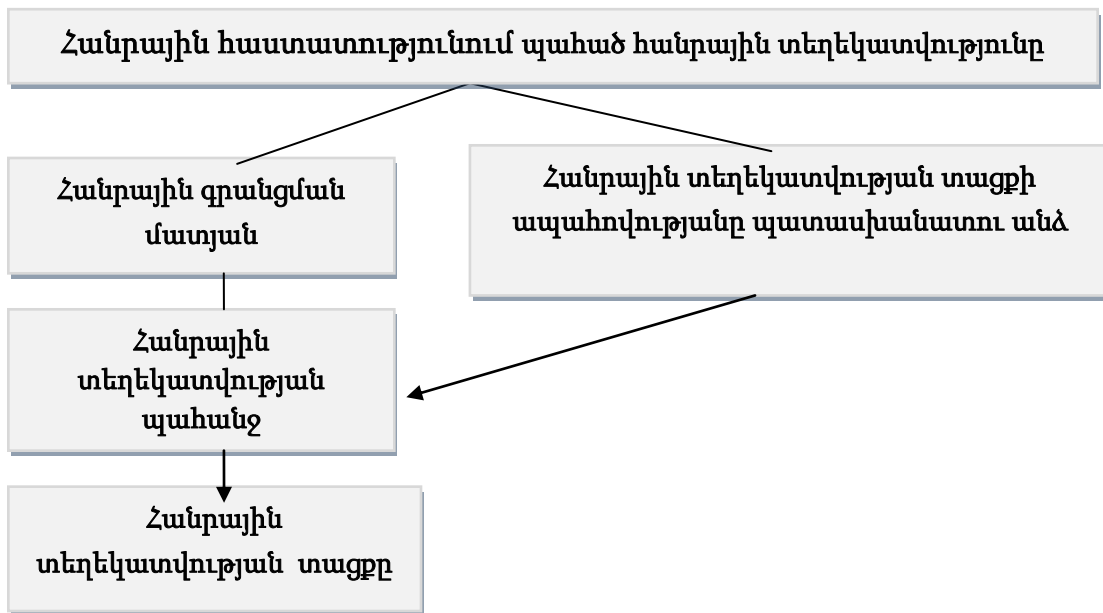 Հանրային հաստատությունում պահած հանրային տեղեկատվությունը
Հանրային գրանցման
մատյան
Հանրային տեղեկատվության տացքի
ապահովությանը պատասխանատու անձ
Հանրային
տեղեկատվության
պահանջ
Հանրային
տեղեկատվության տացքը